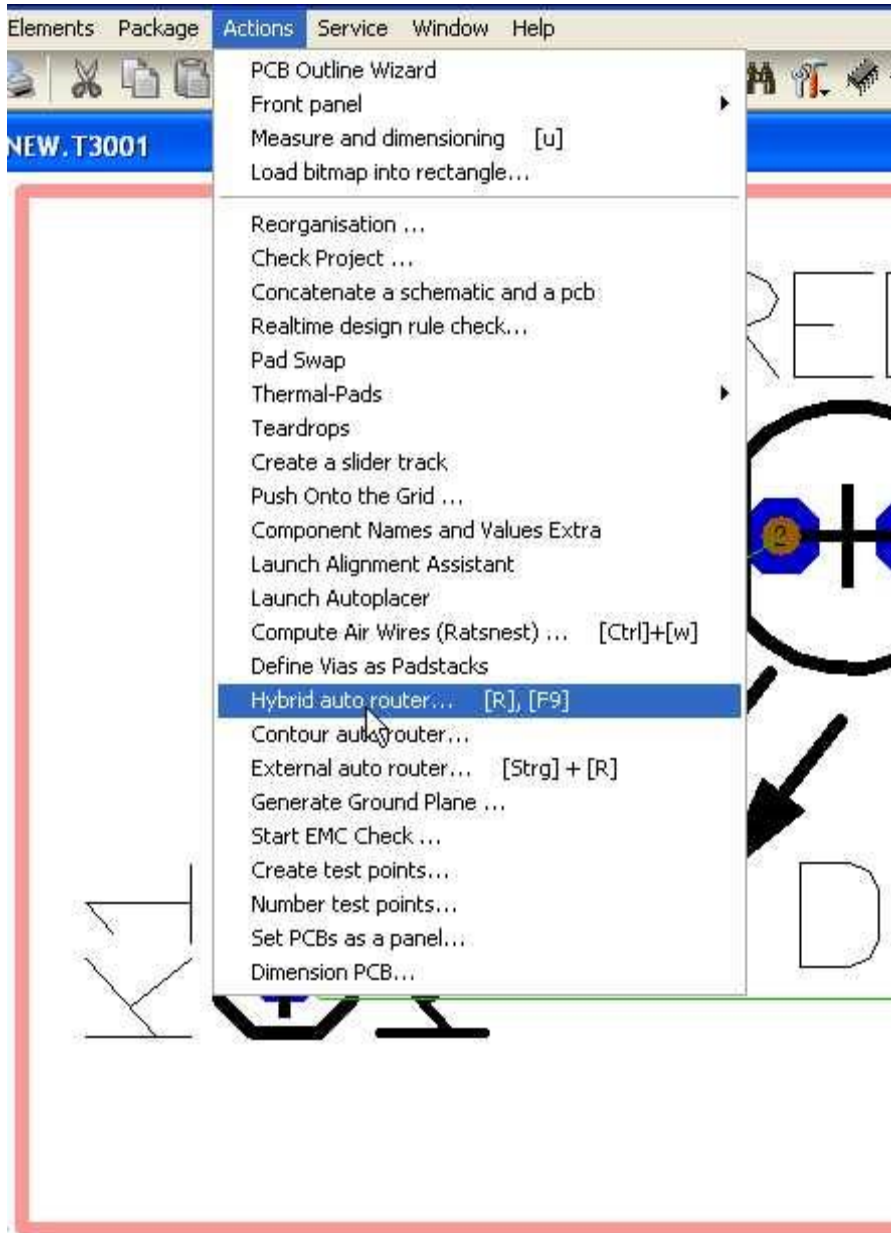 Elements Package Actions Service Window Help
NEW.T3001
PCB Outline Wizard
Front panel
Measure and dimensioning [u]
Load bitmap into rectangle...
Reorganisation ...
Check Project ...
Concatenate a schematic and a pcb
Realtime design rule check...
Pad Swap
Thermal-Pads
Teardrops
Create a slider track
Push Onto the Grid ...
Component Names and Values Extra
Launch Alignment Assistant
Launch Autoplacer
Compute Air Wires (Ratsnest) ... [Ctrl]+[w]
Define Vias as Padstacks
Hybrid auto router... [R], [F9]
Contour auto router...
External auto router... [Strg] + [R]
Generate Ground Plane ...
Start EMC Check ...
Create test points...
Number test points...
Set PCBs as a panel...
Dimension PCB...
RE
2
D
K1